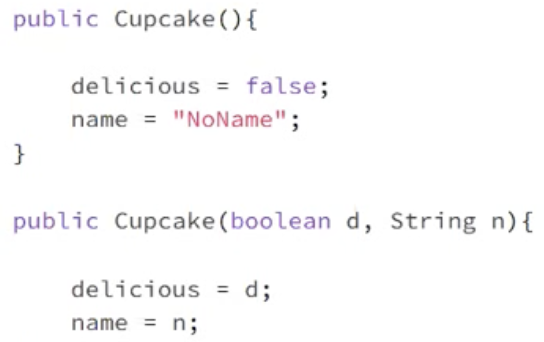 public Cupcake(){
delicious = false;
name = "NoName";
}
public Cupcake(boolean d, String n){
delicious = d;
name = n;